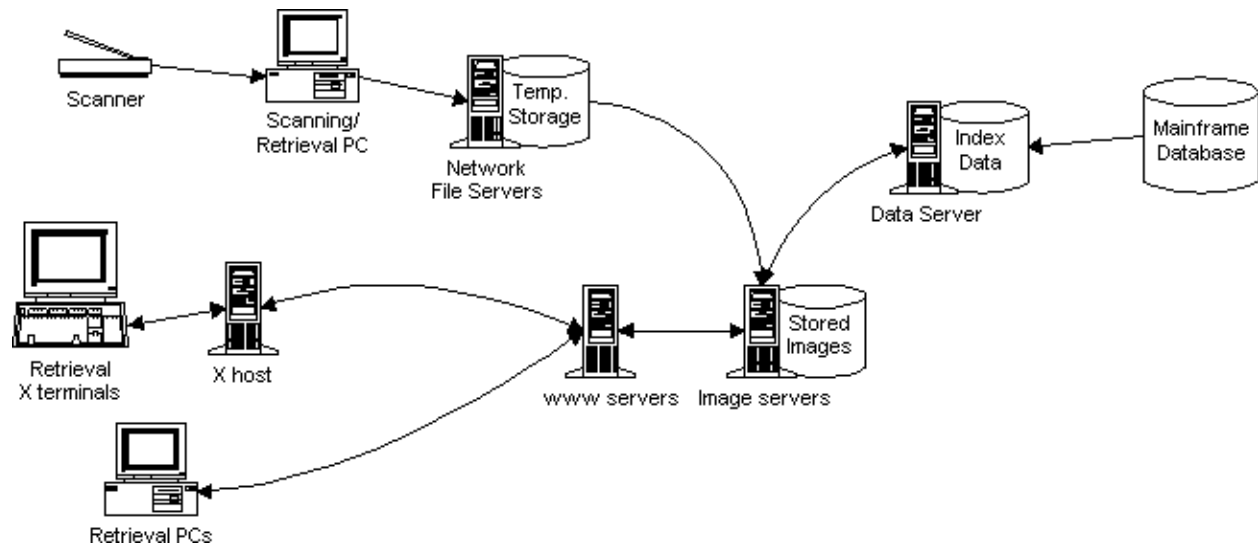 Scanner
Scanning/
Retrieval PC
Temp.
Storage
Network
File Servers
Index
Data
Data Server
Mainframe
Database
Retrieval
X terminals
X host
www servers
Stored
Images
Image servers
Retrieval PCs